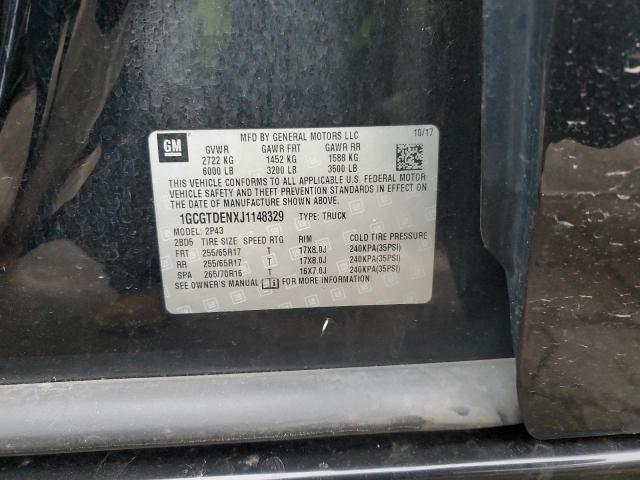 GM
MFD BY GENERAL MOTORS LLC 10/17
GVWR GAWR FRT GAWR RR
2722 KG 1452 KG 1588 KG
6000 LB 3200 LB 3500 LB
THIS VEHICLE CONFORMS TO ALL APPLICABLE U.S. FEDERAL MOTOR
VEHICLE SAFETY AND THEFT PREVENTION STANDARDS IN EFFECT ON
THE DATE OF MANUFACTURE SHOWN ABOVE.
1GCGTDENXJ1148329 TYPE: TRUCK
MODEL: 2P43
2BD5 TIRE SIZE SPEED RTG RIM COLD TIRE PRESSURE
FRT 255/65R17 T 17X8.0J 240KPA(35PSI)
RR 255/65R17 T 17X8.0J 240KPA(35PSI)
SPA 265/70R16 T 16X7.0J 240KPA(35PSI)
SEE OWNER'S MANUAL FOR MORE INFORMATION.